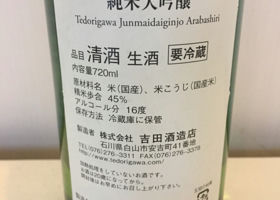 純米大吟醸
Tedorigawa Junmaidaiginjo Arabashiri
品目 清酒 生酒 要冷蔵
内容量720ml
原材料名 米(国産)、米こうじ(国産米)
精米歩合 45%
アルコール分 16度
保存方法 冷蔵庫に保管
製造者 株式会社 吉田酒造店
石川県白山市安吉町41番地
TEL(076)276-3311 FAX(076)276-3378
www.tedorigawa.com